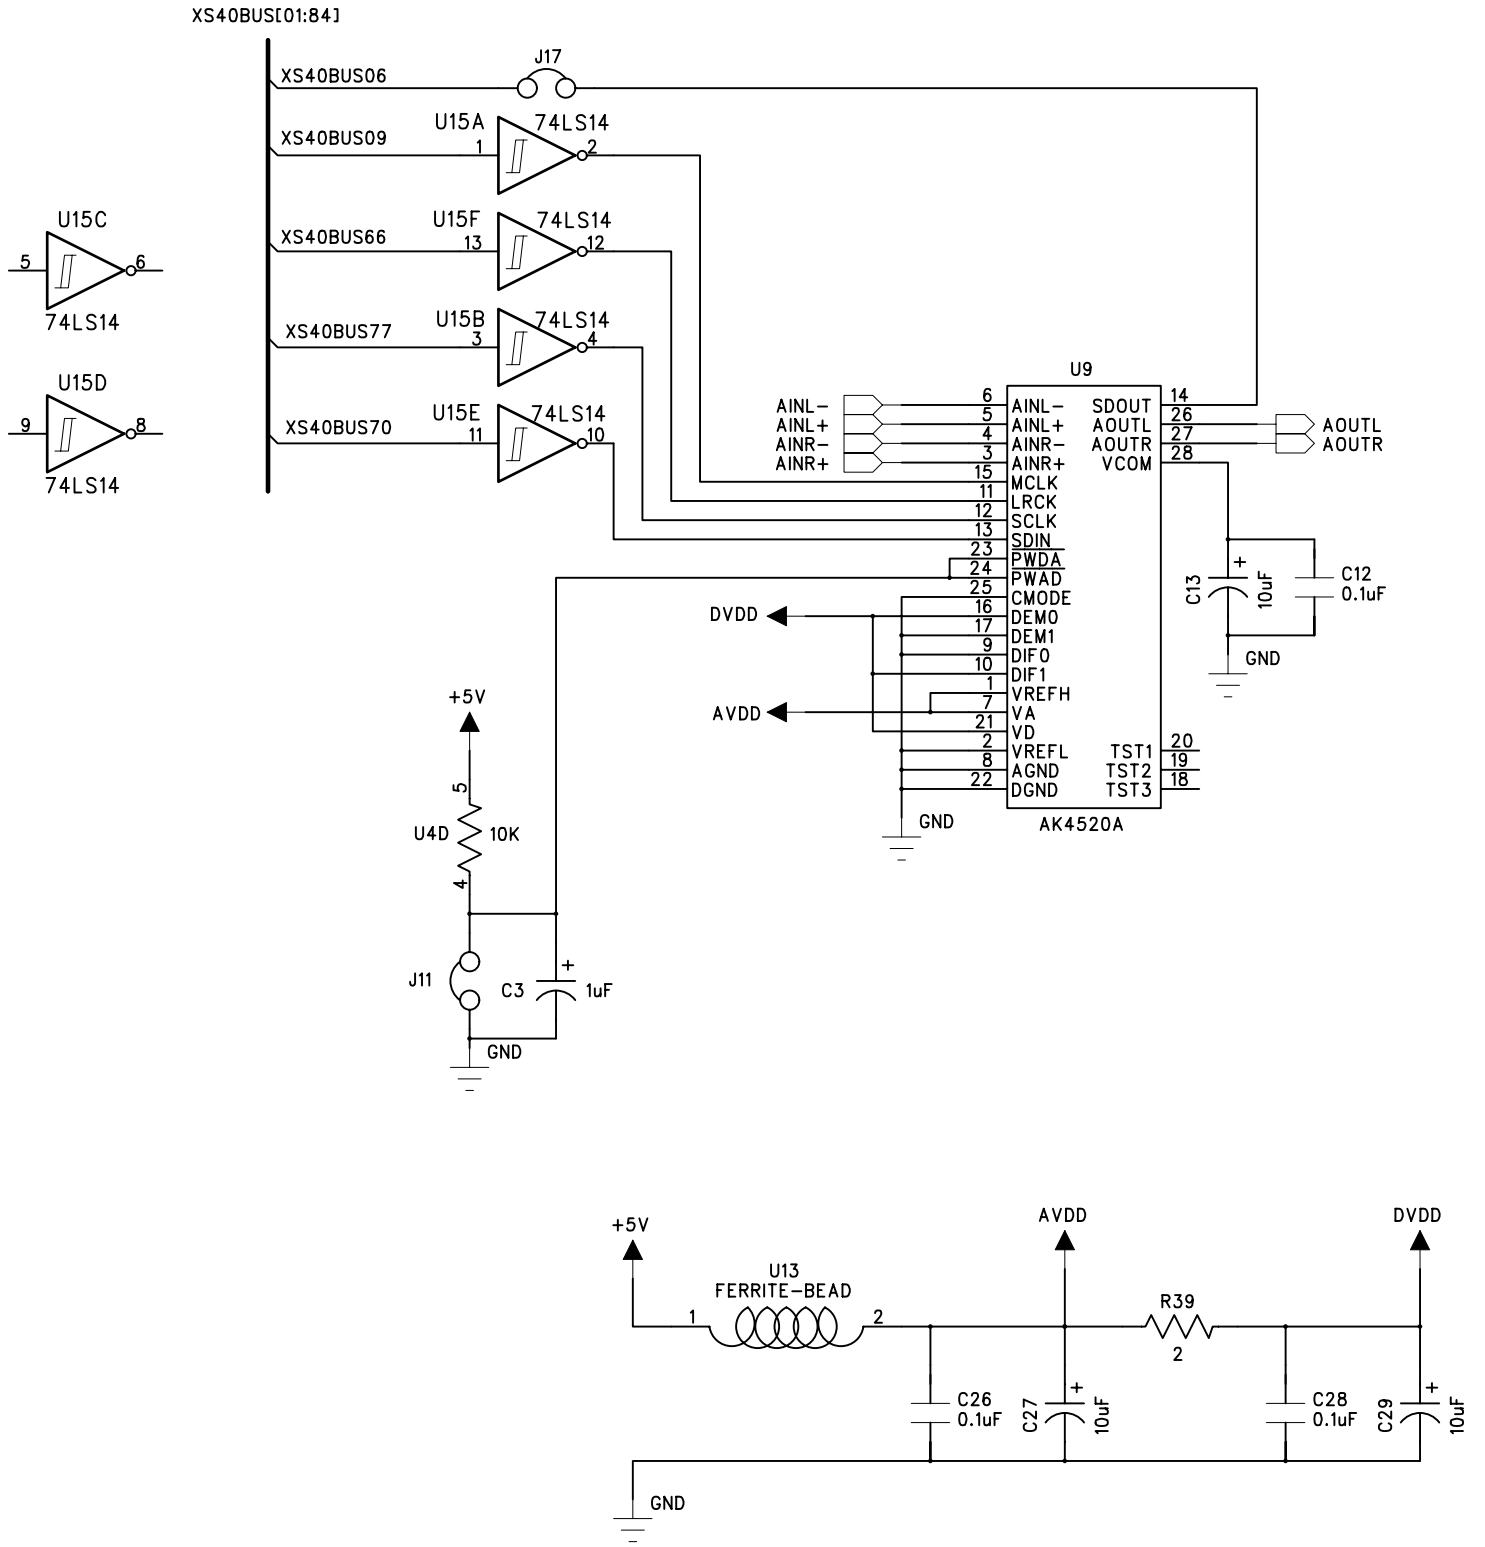 XS40BUS[01:84]
XS40BUS06
J17
XS40BUS09
U15A
74LS14
1
2
XS40BUS66
U15F
74LS14
13
12
U15C
5
6
74LS14
XS40BUS77
U15B
74LS14
3
4
U15D
9
8
74LS14
XS40BUS70
U15E
74LS14
11
10
U9
AINL-
6
AINL-
SDOUT
14
AINL+
5
AINL+
AOUTL
26
AOUTL
AINR-
4
AINR-
AOUTR
27
AOUTR
AINR+
3
AINR+
VCOM
28
15
MCLK
11
LRCK
12
SCLK
13
SDIN
23
PWDA
24
PWAD
25
CMODE
DVDD
16
DEM0
17
DEM1
9
DIF0
10
DIF1
1
VREFH
AVDD
7
VA
21
VD
2
VREFL
TST1
20
8
AGND
TST2
19
22
DGND
TST3
18
AK4520A
GND
C13
+
10uF
C12
0.1uF
GND
+5V
5
U4D
10K
4
J11
C3
+
1uF
GND
+5V
U13
FERRITE-BEAD
1
2
AVDD
R39
2
DVDD
C26
0.1uF
C27
+
10uF
C28
0.1uF
C29
+
10uF
GND